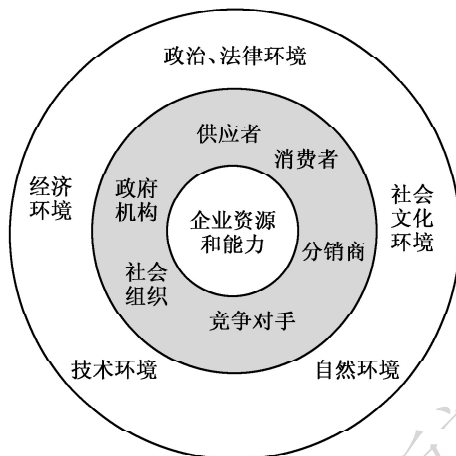 政治、法律环境
供应者
消费者
经济
环境
政府
机构
企业资源
和能力
社会
文化
环境
分销商
社会
组织
竞争对手
技术环境
自然环境